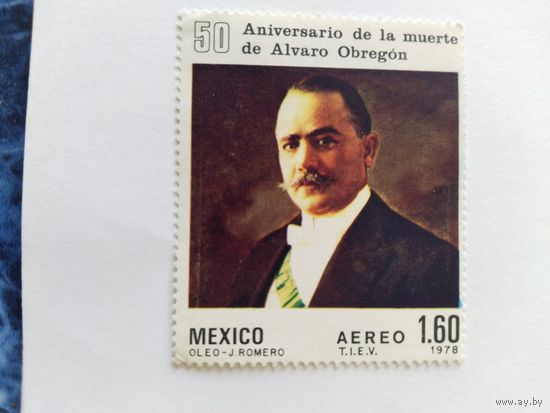 50 Aniversario de la muerte
de Alvaro Obregón
MEXICO AEREO 1.60
OLEO-J.ROMERO T.I.E.V. 1978
www.ay.by